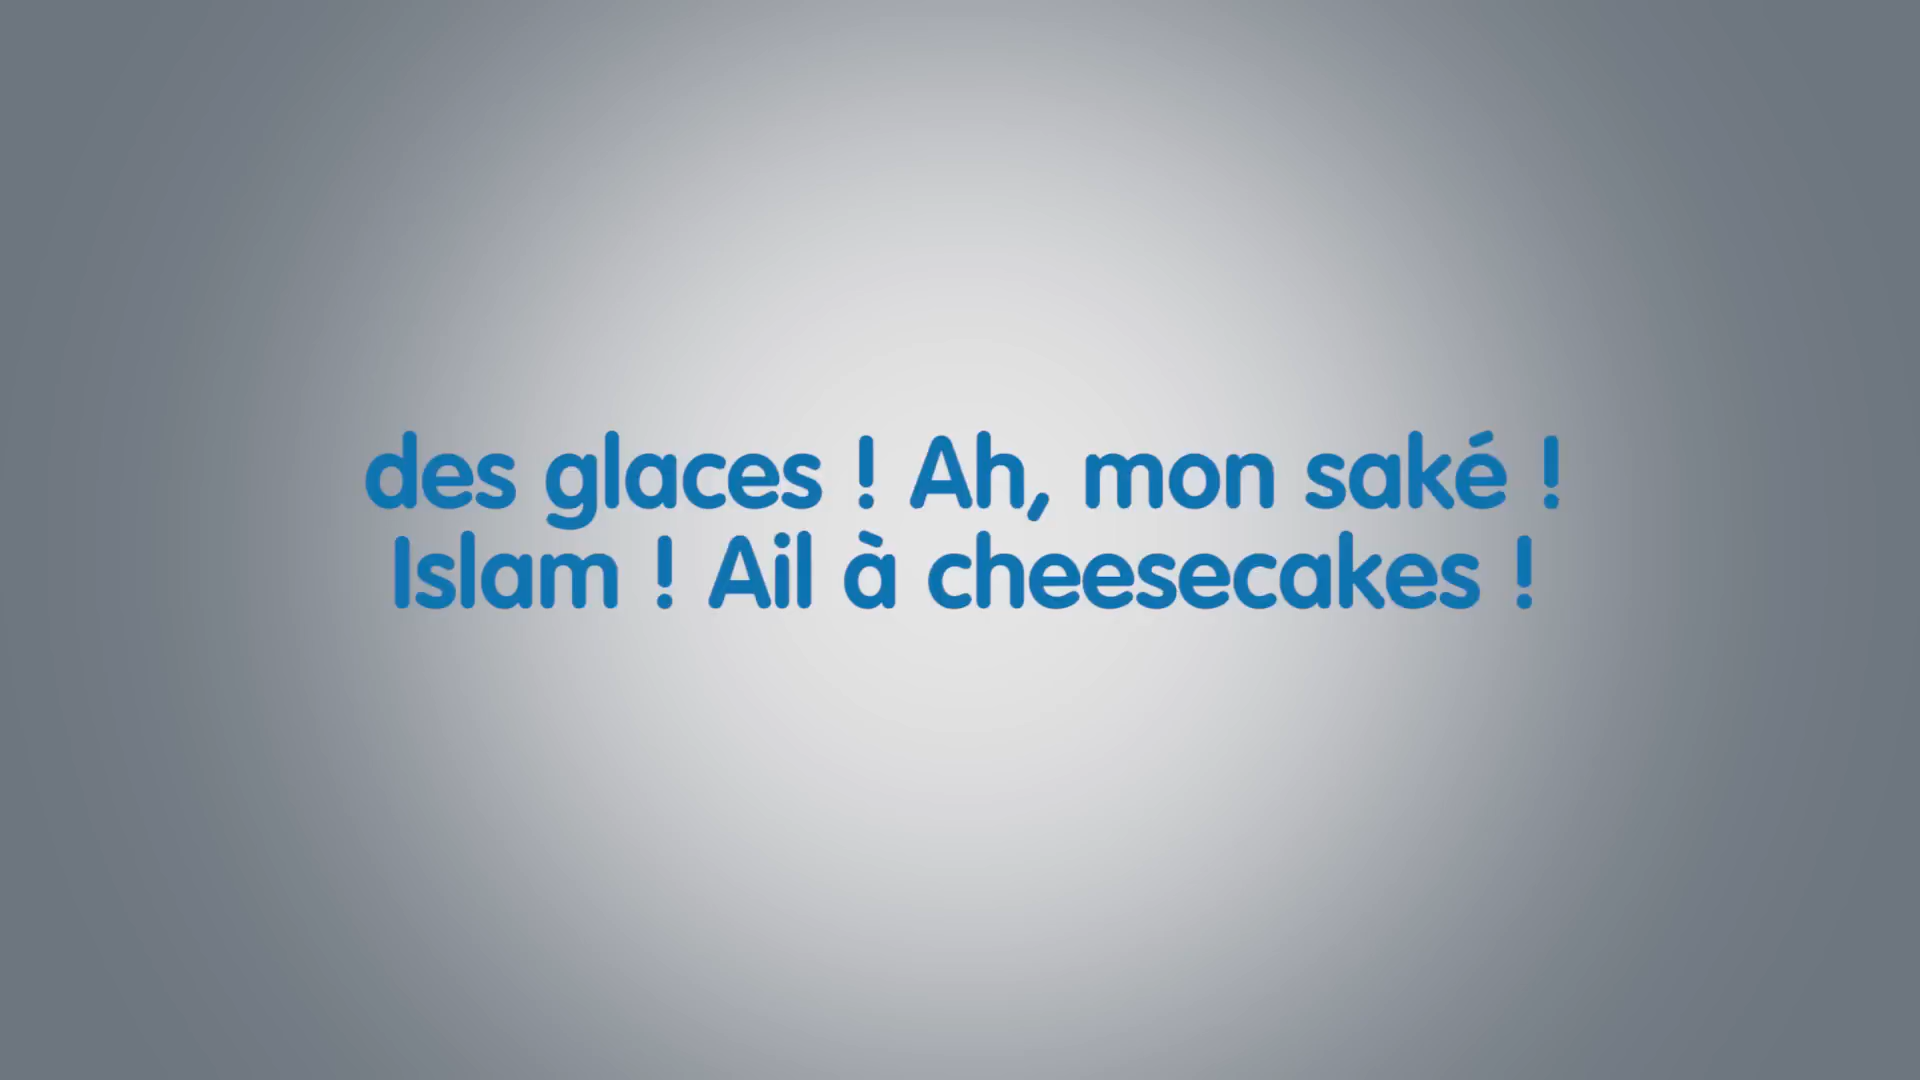 des glaces ! Ah, mon saké !
Islam ! Ail à cheesecakes !